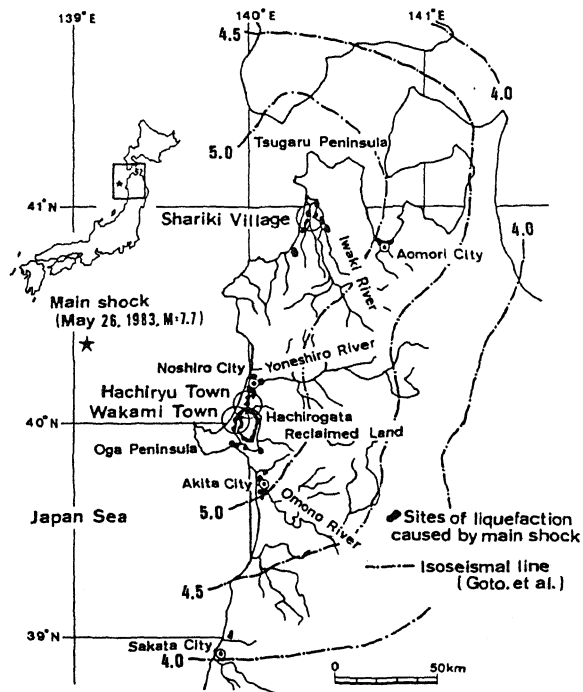 139°E
140°E
141°E
4.5
4.0
5.0
Tsugaru Peninsula
41°N
Shariki Village
4.0
Iwaki River
Aomori City
Main shock
(May 26, 1983, M=7.7)
Noshiro City
Yoneshiro River
Hachiryu Town
Wakami Town
40°N
Hachirogata
Reclaimed Land
Oga Peninsula
Akita City
5.0
Omono River
Japan Sea
Sites of liquefaction
caused by main shock
Isoseismal line
(Goto. et al.)
4.5
39°N
Sakata City
4.0
0
50km